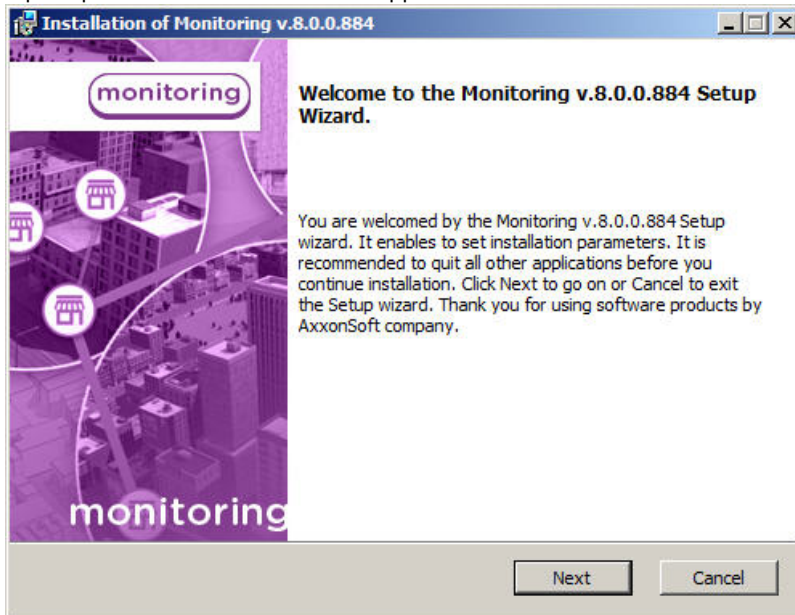 Installation of Monitoring v.8.0.0.884
monitoring
Welcome to the Monitoring v.8.0.0.884 Setup
Wizard.
You are welcomed by the Monitoring v.8.0.0.884 Setup
wizard. It enables to set installation parameters. It is
recommended to quit all other applications before you
continue installation. Click Next to go on or Cancel to exit
the Setup wizard. Thank you for using software products by
AxxonSoft company.
monitoring
Next
Cancel